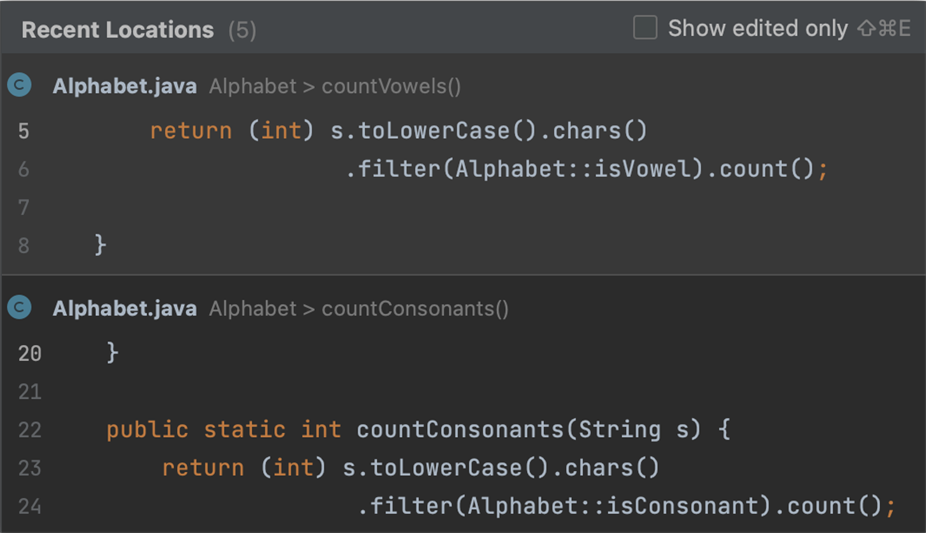 Recent Locations (5) Show edited only ⇧⌘E
C Alphabet.java Alphabet > countVowels()
5 return (int) s.toLowerCase().chars()
6 .filter(Alphabet::isVowel).count();
7
8 }
C Alphabet.java Alphabet > countConsonants()
20 }
21
22 public static int countConsonants(String s) {
23 return (int) s.toLowerCase().chars()
24 .filter(Alphabet::isConsonant).count();